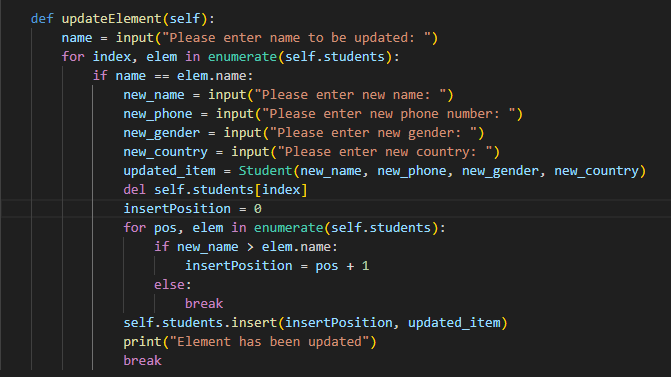 def updateElement(self):
    name = input("Please enter name to be updated: ")
    for index, elem in enumerate(self.students):
        if name == elem.name:
            new_name = input("Please enter new name: ")
            new_phone = input("Please enter new phone number: ")
            new_gender = input("Please enter new gender: ")
            new_country = input("Please enter new country: ")
            updated_item = Student(new_name, new_phone, new_gender, new_country)
            del self.students[index]
            insertPosition = 0
            for pos, elem in enumerate(self.students):
                if new_name > elem.name:
                    insertPosition = pos + 1
                else:
                    break
            self.students.insert(insertPosition, updated_item)
            print("Element has been updated")
            break